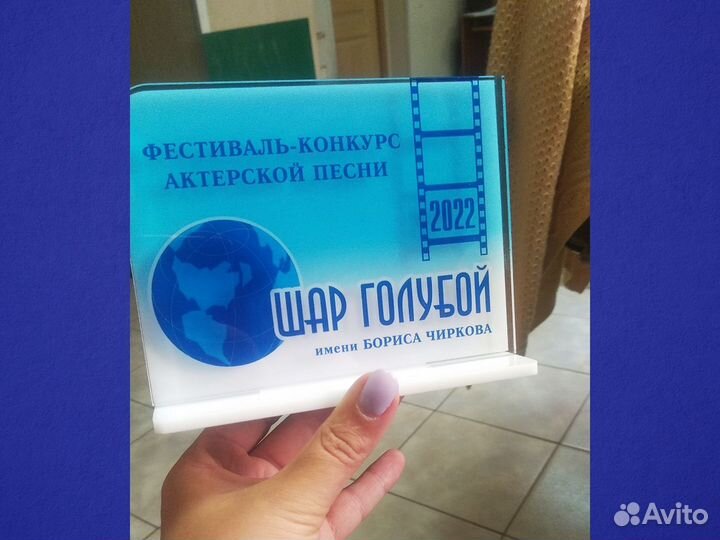 ФЕСТИВАЛЬ-КОНКУРС
АКТЕРСКОЙ ПЕСНИ
2022
ШАР ГОЛУБОЙ
имени БОРИСА ЧИРКОВА
Avito